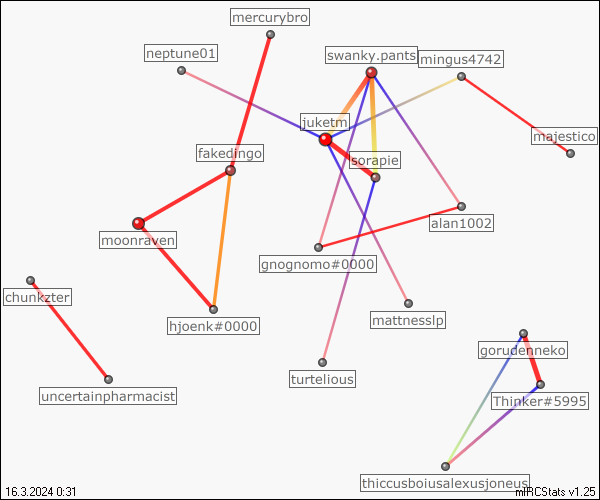 mercurybro
neptune01
swanky.pants
mingus4742
juketm
majestico
fakedingo
sorapie
alan1002
moonraven
gnognomo#0000
chunkzter
hjoenk#0000
mattnesslp
gorudenneko
turtelious
uncertainpharmacist
Thinker#5995
thiccusboiusalexusjoneus
16.3.2024 0:31
mIRCStats v1.25